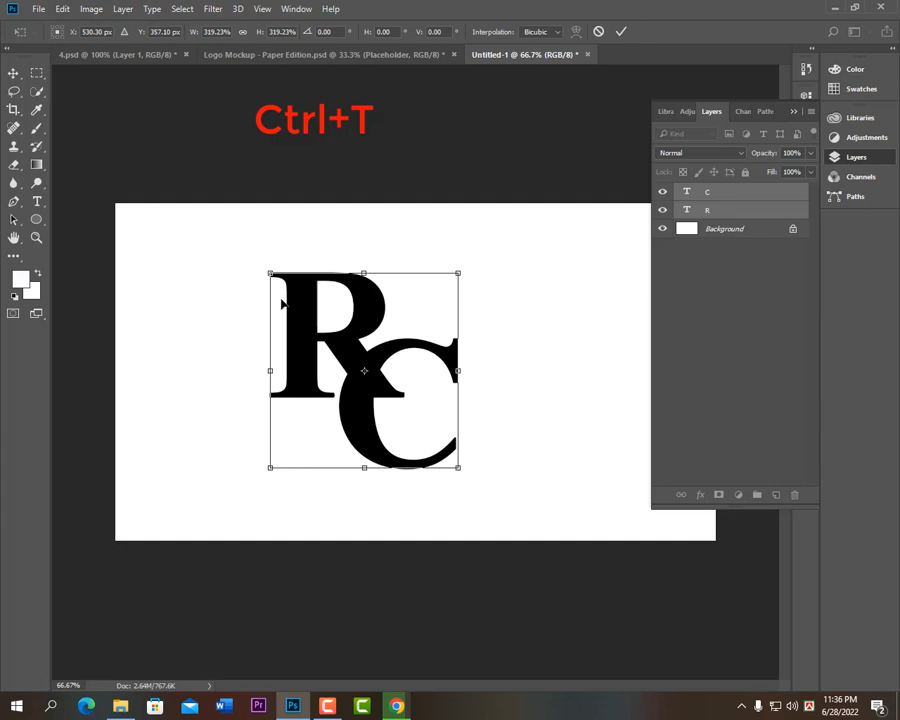 Ps File Edit Image Layer Type Select Filter 3D View Window Help
X: 530.30 px Y: 357.10 px W: 319.23% H: 319.23% 0.00 ° H: 0.00 ° V: 0.00 ° Interpolation: Bicubic
4.psd @ 100% (Layer 1, RGB/8) * × Logo Mockup - Paper Edition.psd @ 33.3% (Placeholder, RGB/8) * × Untitled-1 @ 66.7% (RGB/8) * ×
Color
Swatches
Libraries
Adjustments
Layers
Channels
Paths
Ctrl+T
Libra Adju Layers Chan Paths
Kind
Normal Opacity: 100%
Lock: Fill: 100%
T C
T R
Background
R
C
66.67% Doc: 2.64M/767.6K
W Pr Ps C C
11:36 PM
6/28/2022
2